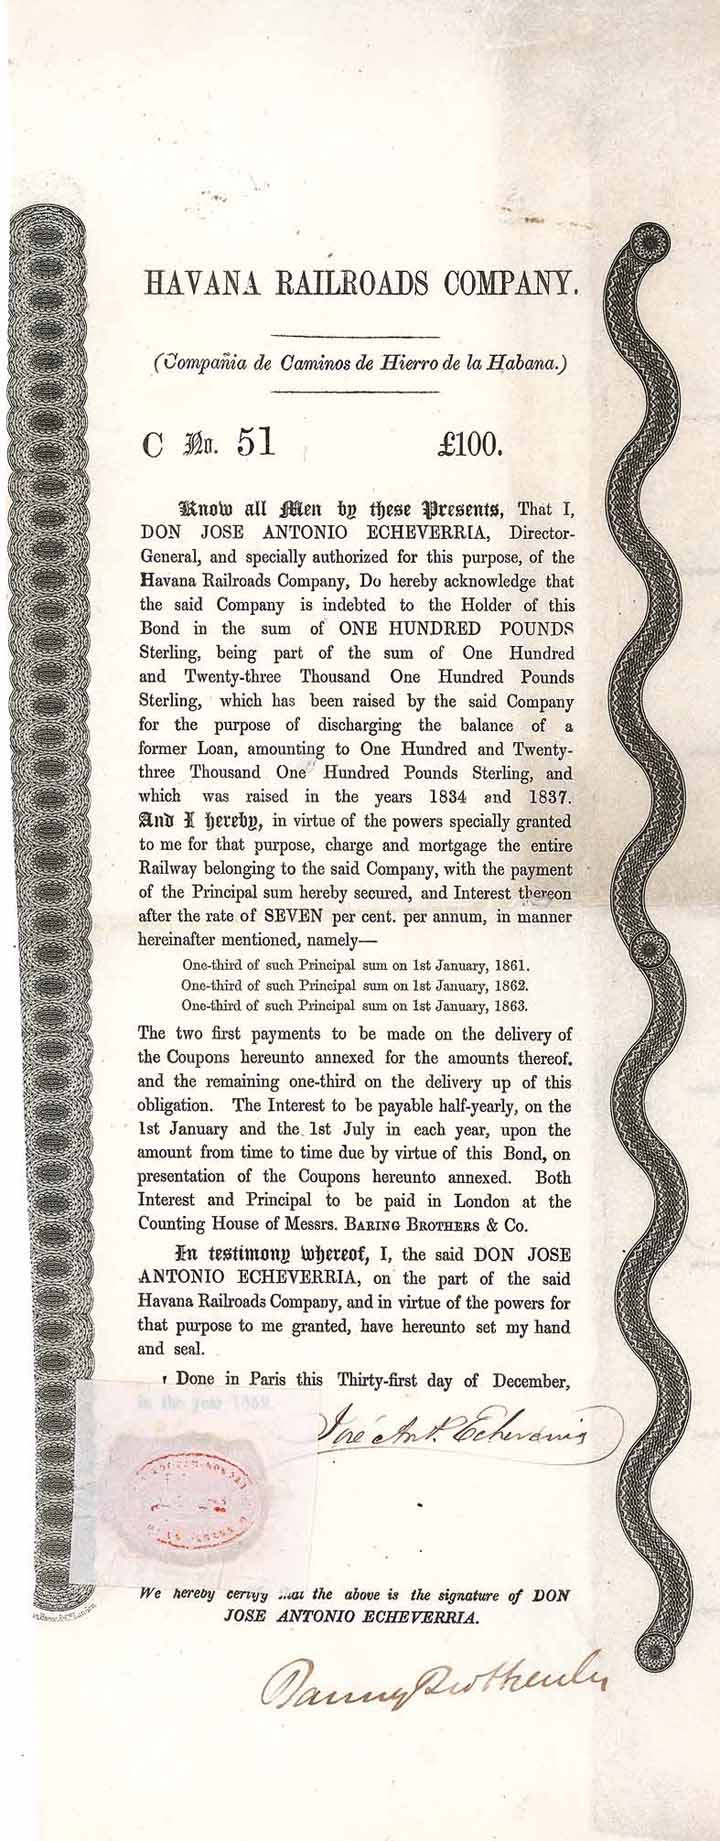 HAVANA RAILROADS COMPANY.
(Compañia de Caminos de Hierro de la Habana.)
C No. 51 £100.
Know all Men by these Presents, That I,
DON JOSE ANTONIO ECHEVERRIA, Director-
General, and specially authorized for this purpose, of the
Havana Railroads Company, Do hereby acknowledge that
the said Company is indebted to the Holder of this
Bond in the sum of ONE HUNDRED POUNDS
Sterling, being part of the sum of One Hundred
and Twenty-three Thousand One Hundred Pounds
Sterling, which has been raised by the said Company
for the purpose of discharging the balance of a
former Loan, amounting to One Hundred and Twenty-
three Thousand One Hundred Pounds Sterling, and
which was raised in the years 1834 and 1837.
And I hereby, in virtue of the powers specially granted
to me for that purpose, charge and mortgage the entire
Railway belonging to the said Company, with the payment
of the Principal sum hereby secured, and Interest thereon
after the rate of SEVEN per cent. per annum, in manner
hereinafter mentioned, namely—
One-third of such Principal sum on 1st January, 1861.
One-third of such Principal sum on 1st January, 1862.
One-third of such Principal sum on 1st January, 1863.
The two first payments to be made on the delivery of
the Coupons hereunto annexed for the amounts thereof.
and the remaining one-third on the delivery up of this
obligation. The Interest to be payable half-yearly, on the
1st January and the 1st July in each year, upon the
amount from time to time due by virtue of this Bond, on
presentation of the Coupons hereunto annexed. Both
Interest and Principal to be paid in London at the
Counting House of Messrs. BARING BROTHERS & Co.
In testimony whereof, I, the said DON JOSE
ANTONIO ECHEVERRIA, on the part of the said
Havana Railroads Company, and in virtue of the powers for
that purpose to me granted, have hereunto set my hand
and seal.
Done in Paris this Thirty-first day of December,
in the year 1859.
José Ant. Echeverria
We hereby certify that the above is the signature of DON
JOSE ANTONIO ECHEVERRIA.
Baring Brothers